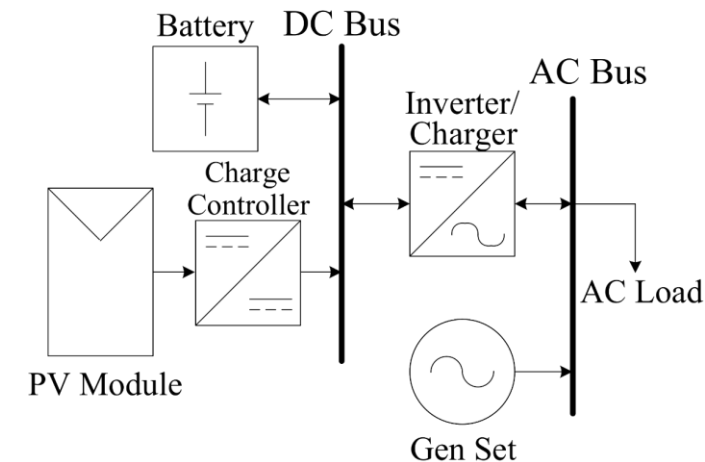 Battery
DC Bus
AC Bus
Inverter/
Charger
Charge
Controller
AC Load
PV Module
Gen Set